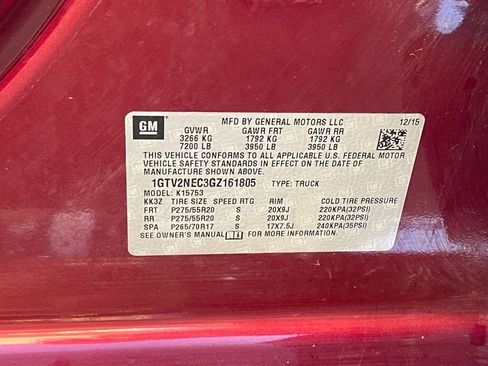 GM
MFD BY GENERAL MOTORS LLC 12/15
GVWR GAWR FRT GAWR RR
3266 KG 1792 KG 1792 KG
7200 LB 3950 LB 3950 LB
THIS VEHICLE CONFORMS TO ALL APPLICABLE U.S. FEDERAL MOTOR
VEHICLE SAFETY STANDARDS IN EFFECT ON THE DATE OF
MANUFACTURE SHOWN ABOVE.
1GTV2NEC3GZ161805 TYPE: TRUCK
MODEL: K15753
KK3Z TIRE SIZE SPEED RTG RIM COLD TIRE PRESSURE
FRT P275/55R20 S 20X9J 220KPA(32PSI)
RR P275/55R20 S 20X9J 220KPA(32PSI)
SPA P265/70R17 S 17X7.5J 240KPA(35PSI)
SEE OWNER'S MANUAL FOR MORE INFORMATION.